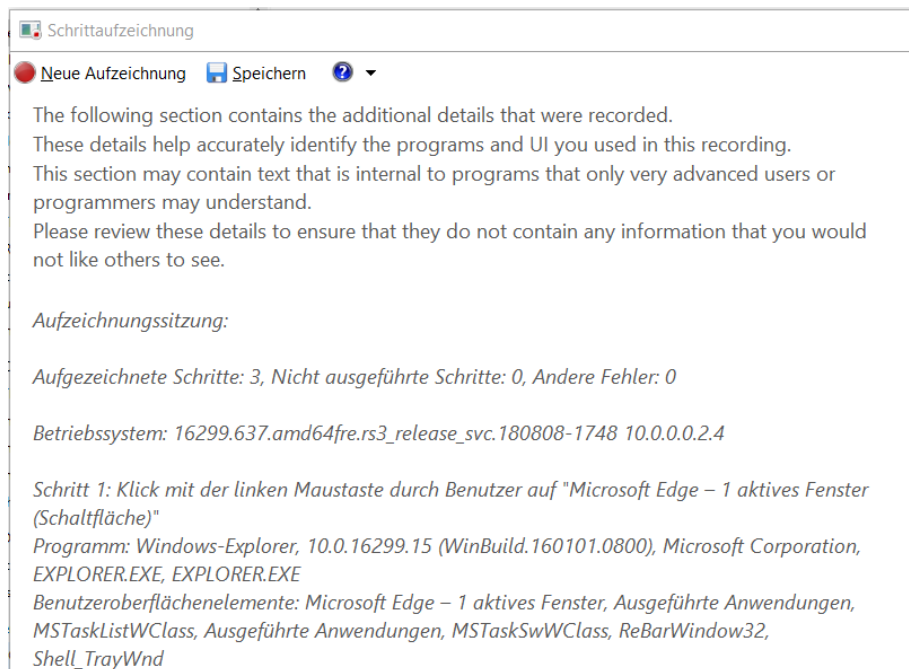 Schrittaufzeichnung
Neue Aufzeichnung Speichern
The following section contains the additional details that were recorded.
These details help accurately identify the programs and UI you used in this recording.
This section may contain text that is internal to programs that only very advanced users or
programmers may understand.
Please review these details to ensure that they do not contain any information that you would
not like others to see.
Aufzeichnungssitzung:
Aufgezeichnete Schritte: 3, Nicht ausgeführte Schritte: 0, Andere Fehler: 0
Betriebssystem: 16299.637.amd64fre.rs3_release_svc.180808-1748 10.0.0.0.2.4
Schritt 1: Klick mit der linken Maustaste durch Benutzer auf "Microsoft Edge – 1 aktives Fenster
(Schaltfläche)"
Programm: Windows-Explorer, 10.0.16299.15 (WinBuild.160101.0800), Microsoft Corporation,
EXPLORER.EXE, EXPLORER.EXE
Benutzeroberflächenelemente: Microsoft Edge – 1 aktives Fenster, Ausgeführte Anwendungen,
MSTaskListWClass, Ausgeführte Anwendungen, MSTaskSwWClass, ReBarWindow32,
Shell_TrayWnd